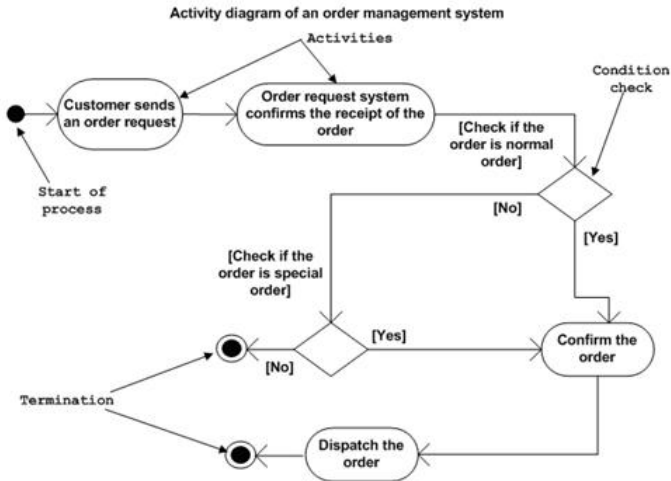 Activity diagram of an order management system
Activities
Condition
check
Customer sends
an order request
Order request system
confirms the receipt of the
order
[Check if the
order is normal
order]
Start of
process
[No]
[Yes]
[Check if the
order is special
order]
[Yes]
[No]
Confirm the
order
Termination
Dispatch the
order